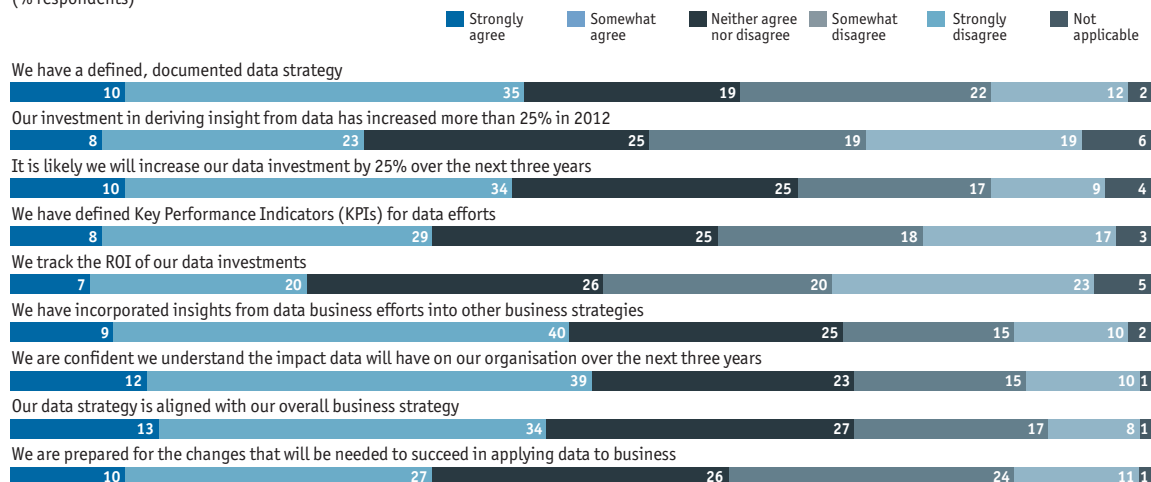 (% respondents)
Strongly agree
Somewhat agree
Neither agree nor disagree
Somewhat disagree
Strongly disagree
Not applicable
We have a defined, documented data strategy
10 35 19 22 12 2
Our investment in deriving insight from data has increased more than 25% in 2012
8 23 25 19 19 6
It is likely we will increase our data investment by 25% over the next three years
10 34 25 17 9 4
We have defined Key Performance Indicators (KPIs) for data efforts
8 29 25 18 17 3
We track the ROI of our data investments
7 20 26 20 23 5
We have incorporated insights from data business efforts into other business strategies
9 40 25 15 10 2
We are confident we understand the impact data will have on our organisation over the next three years
12 39 23 15 10 1
Our data strategy is aligned with our overall business strategy
13 34 27 17 8 1
We are prepared for the changes that will be needed to succeed in applying data to business
10 27 26 24 11 1